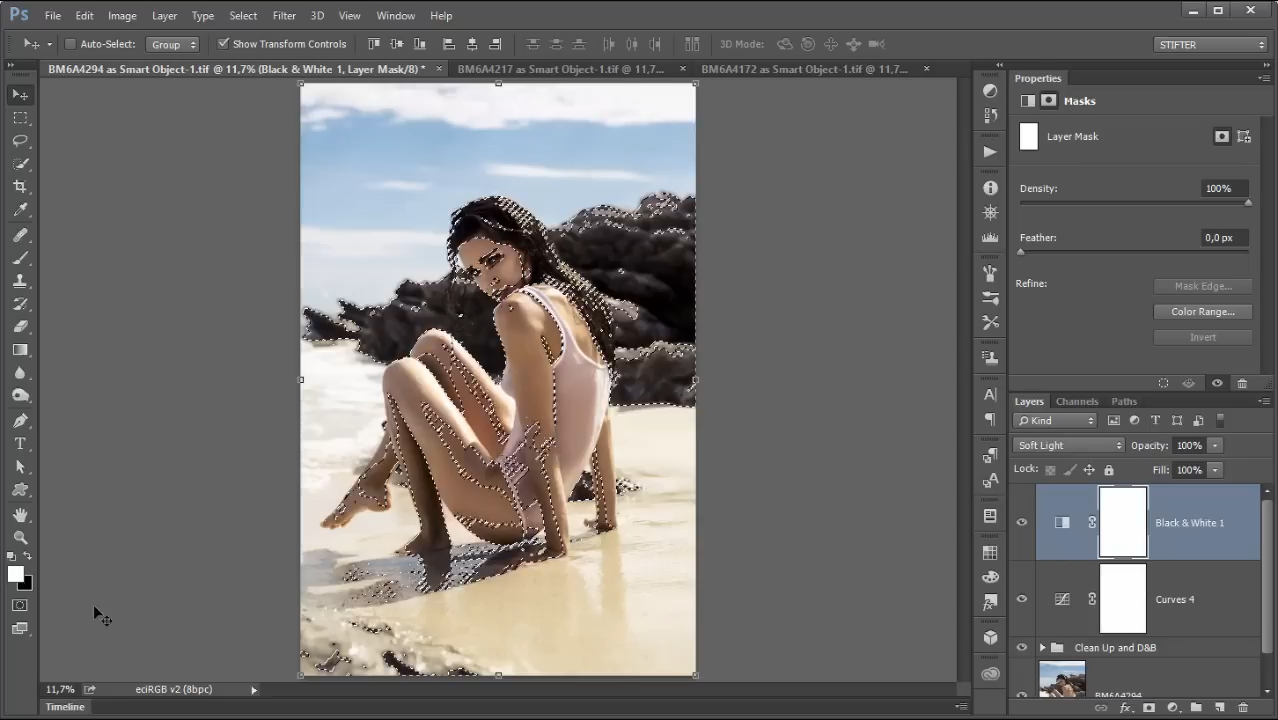 Ps File Edit Image Layer Type Select Filter 3D View Window Help
Auto-Select: Group Show Transform Controls 3D Mode: STIFTER
BM6A4294 as Smart Object-1.tif @ 11,7% (Black & White 1, Layer Mask/8) * × BM6A4217 as Smart Object-1.tif @ 11,7... × BM6A4172 as Smart Object-1.tif @ 11,7... ×
Properties
Masks
Layer Mask
Density: 100%
Feather: 0,0 px
Refine: Mask Edge...
Color Range...
Invert
Layers Channels Paths
Kind
Soft Light Opacity: 100%
Lock: Fill: 100%
Black & White 1
Curves 4
Clean Up and D&B
BM6A4294
11,7% eciRGB v2 (8bpc)
Timeline